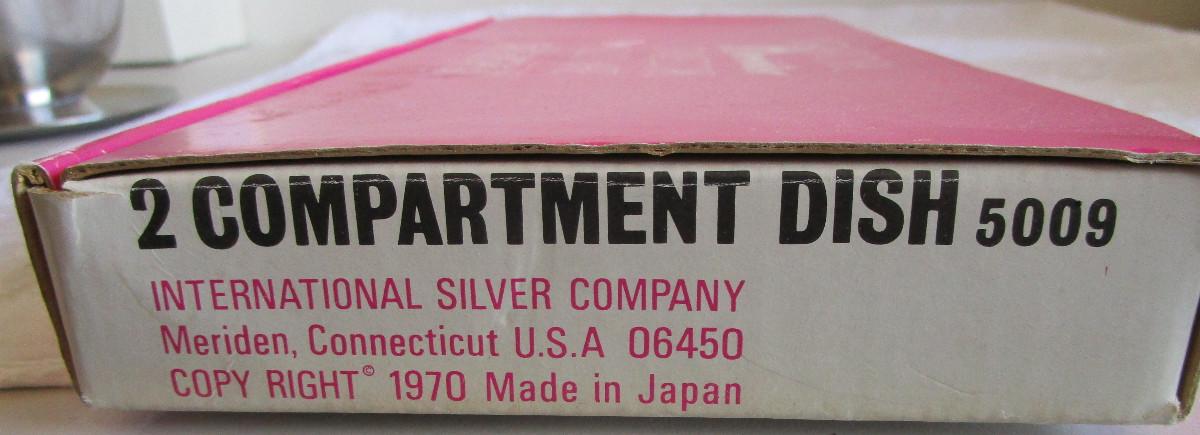 2 COMPARTMENT DISH 5009
INTERNATIONAL SILVER COMPANY
Meriden, Connecticut U.S.A 06450
COPY RIGHT© 1970 Made in Japan